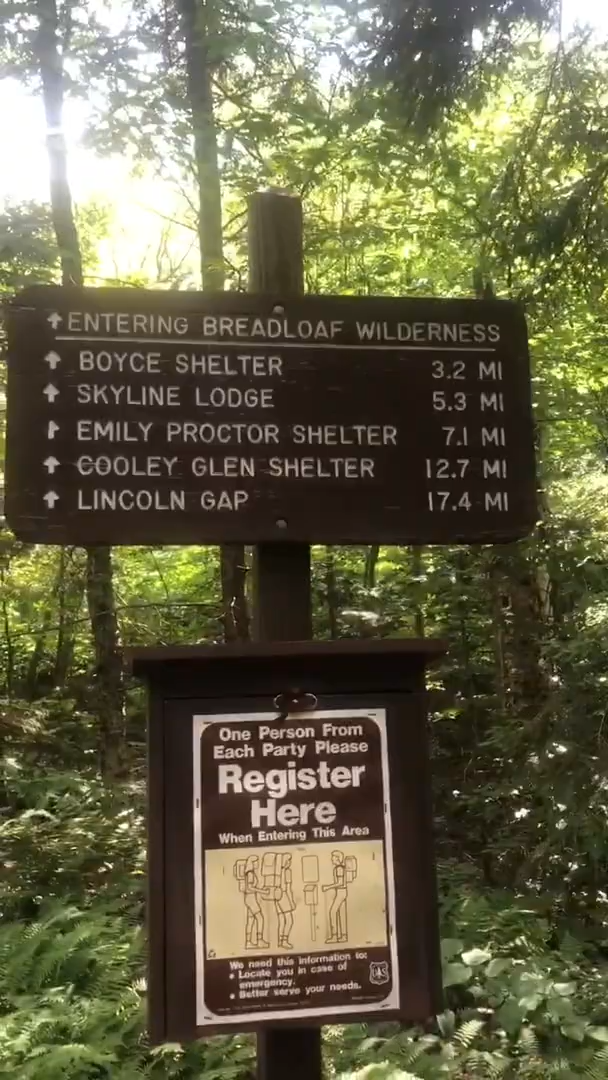 ↑ENTERING BREADLOAF WILDERNESS
↑ BOYCE SHELTER 3.2 MI
↑ SKYLINE LODGE 5.3 MI
↑ EMILY PROCTOR SHELTER 7.1 MI
↑ COOLEY GLEN SHELTER 12.7 MI
↑ LINCOLN GAP 17.4 MI
One Person From
Each Party Please
Register
Here
When Entering This Area
We need this information to:
• Locate you in case of
emergency.
• Better serve your needs.
UAS